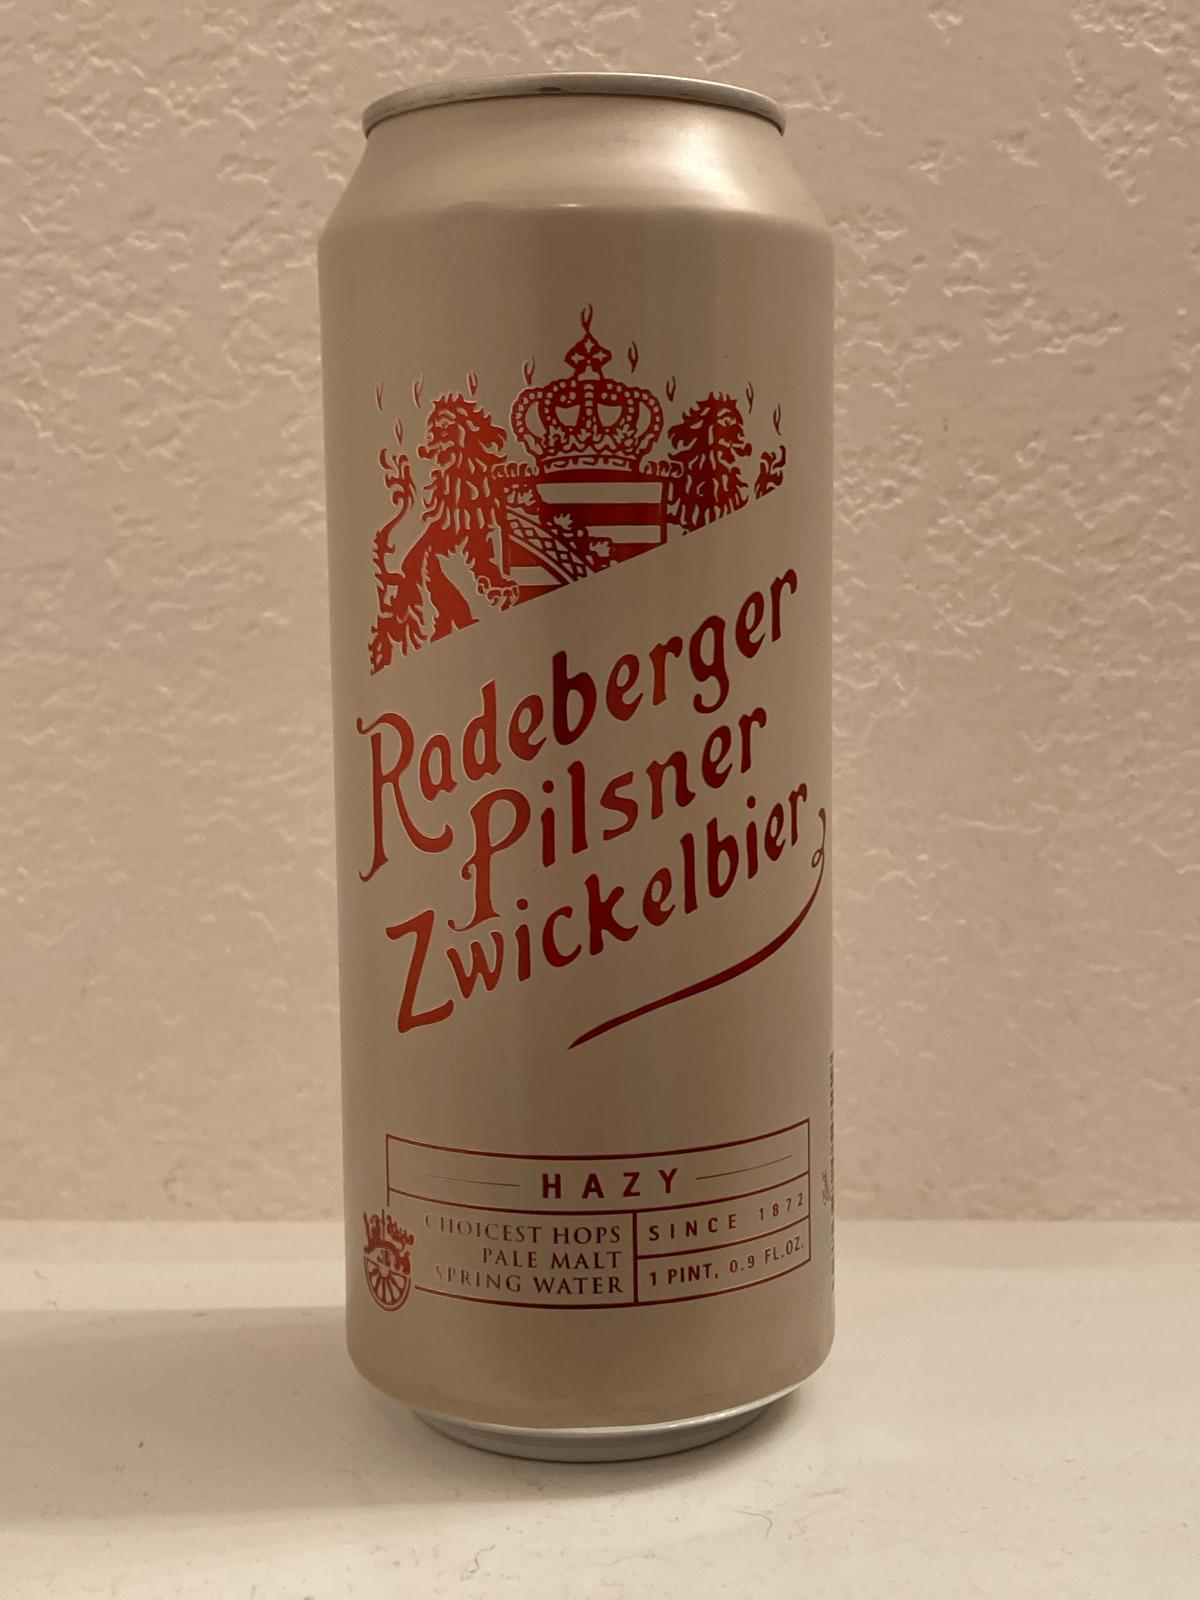 Radeberger
Pilsner
Zwickelbier
HAZY
CHOICEST HOPS
PALE MALT
SPRING WATER
SINCE 1872
1 PINT, 0.9 FL.OZ.